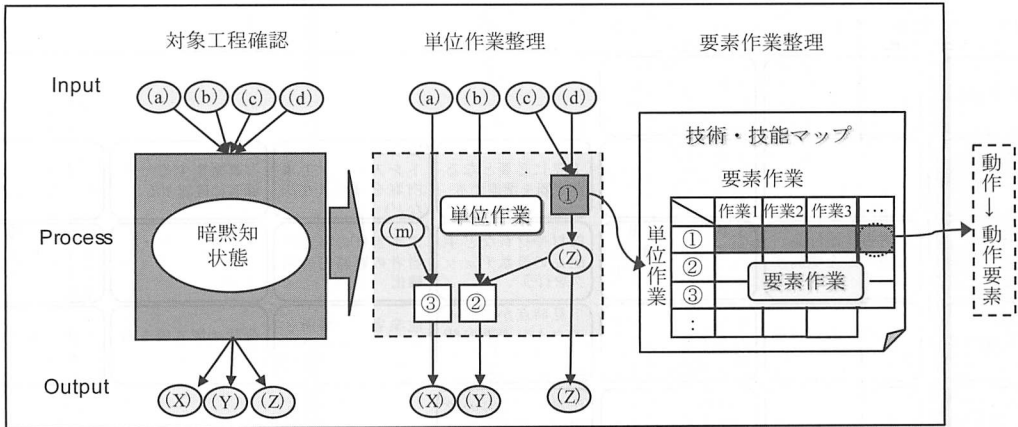 対象工程確認
単位作業整理
要素作業整理
Input
(a) (b) (c) (d)
(a) (b) (c) (d)
技術・技能マップ
要素作業
作業1 作業2 作業3 …
単位作業
①
②
③
:
要素作業
動作→動作要素
Process
暗黙知
状態
単位作業
①
(m)
(Z)
③
②
Output
(X) (Y) (Z)
(X) (Y) (Z)